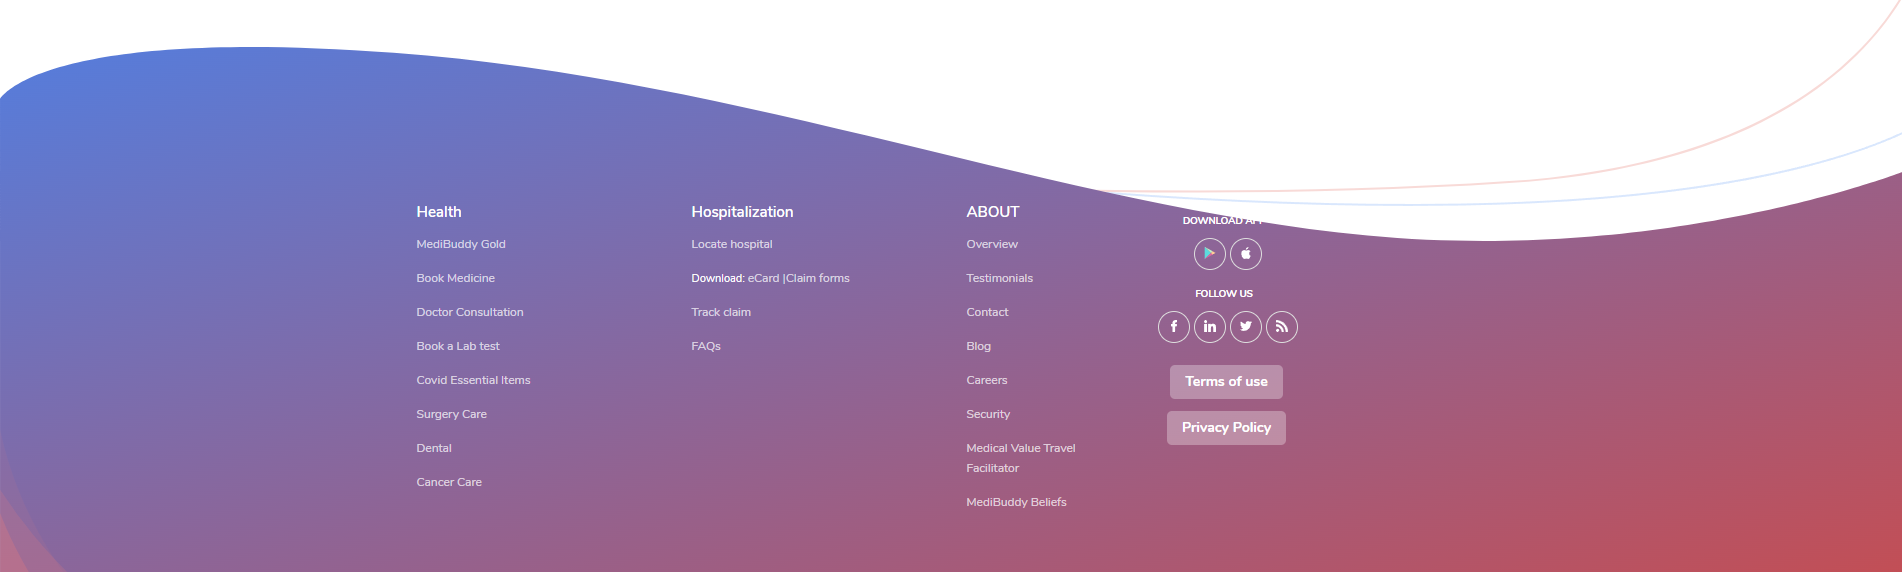 Health
MediBuddy Gold
Book Medicine
Doctor Consultation
Book a Lab test
Covid Essential Items
Surgery Care
Dental
Cancer Care
Hospitalization
Locate hospital
Download: eCard |Claim forms
Track claim
FAQs
ABOUT
Overview
Testimonials
Contact
Blog
Careers
Security
Medical Value Travel
Facilitator
MediBuddy Beliefs
DOWNLOAD APP
FOLLOW US
Terms of use
Privacy Policy